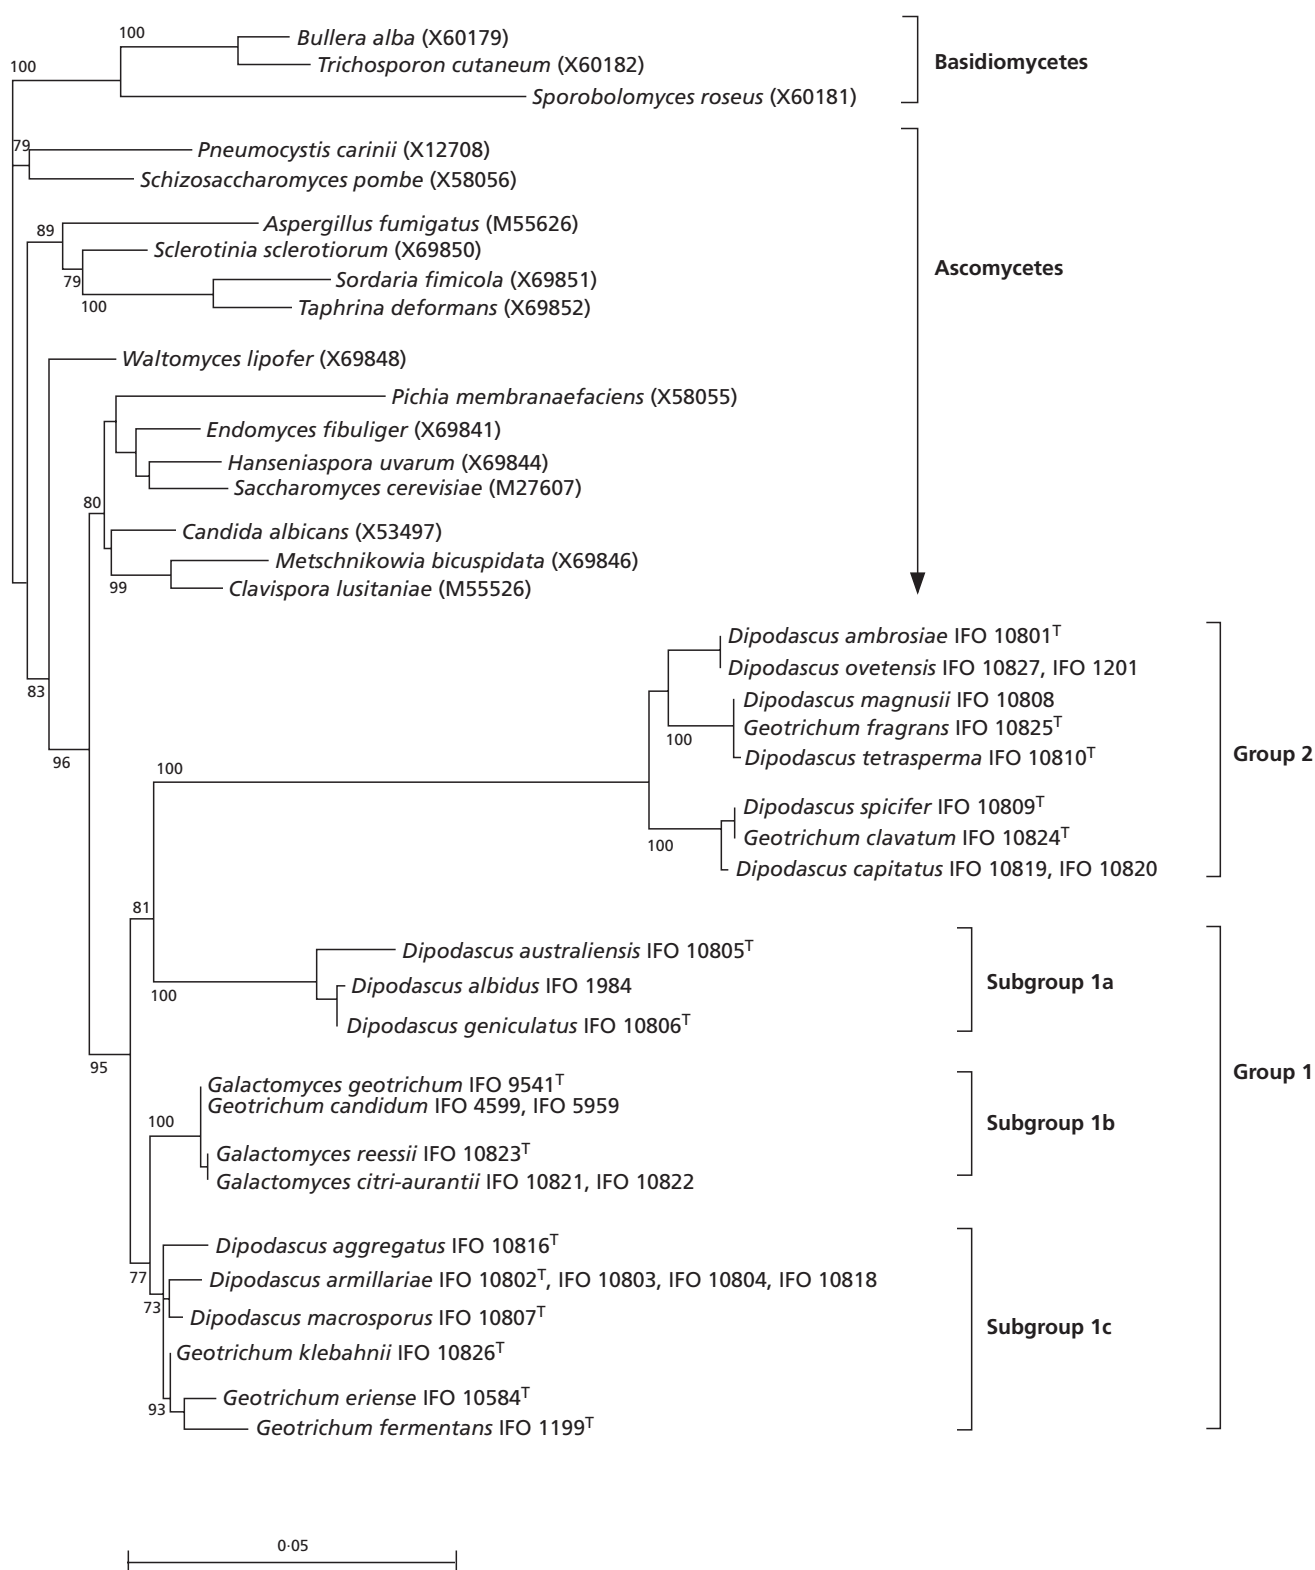 100
Bullera alba (X60179)
Trichosporon cutaneum (X60182)
Basidiomycetes
100
Sporobolomyces roseus (X60181)
79
Pneumocystis carinii (X12708)
Schizosaccharomyces pombe (X58056)
89
Aspergillus fumigatus (M55626)
Sclerotinia sclerotiorum (X69850)
Ascomycetes
79
Sordaria fimicola (X69851)
100
Taphrina deformans (X69852)
Waltomyces lipofer (X69848)
Pichia membranaefaciens (X58055)
Endomyces fibuliger (X69841)
Hanseniaspora uvarum (X69844)
Saccharomyces cerevisiae (M27607)
80
Candida albicans (X53497)
Metschnikowia bicuspidata (X69846)
99
Clavispora lusitaniae (M55526)
Dipodascus ambrosiae IFO 10801T
Dipodascus ovetensis IFO 10827, IFO 1201
83
Dipodascus magnusii IFO 10808
Geotrichum fragrans IFO 10825T
100
Dipodascus tetrasperma IFO 10810T
Group 2
96
100
Dipodascus spicifer IFO 10809T
Geotrichum clavatum IFO 10824T
100
Dipodascus capitatus IFO 10819, IFO 10820
81
Dipodascus australiensis IFO 10805T
Dipodascus albidus IFO 1984
Subgroup 1a
100
Dipodascus geniculatus IFO 10806T
95
Group 1
Galactomyces geotrichum IFO 9541T
Geotrichum candidum IFO 4599, IFO 5959
100
Subgroup 1b
Galactomyces reessii IFO 10823T
Galactomyces citri-aurantii IFO 10821, IFO 10822
Dipodascus aggregatus IFO 10816T
77
Dipodascus armillariae IFO 10802T, IFO 10803, IFO 10804, IFO 10818
73
Dipodascus macrosporus IFO 10807T
Subgroup 1c
Geotrichum klebahnii IFO 10826T
Geotrichum eriense IFO 10584T
93
Geotrichum fermentans IFO 1199T
0·05